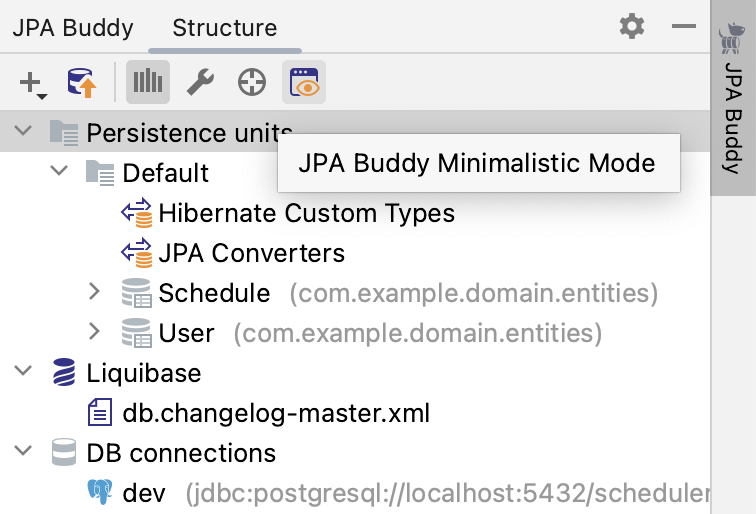 JPA Buddy Structure
JPA Buddy
Persistence units
JPA Buddy Minimalistic Mode
Default
Hibernate Custom Types
JPA Converters
Schedule (com.example.domain.entities)
User (com.example.domain.entities)
Liquibase
db.changelog-master.xml
DB connections
dev (jdbc:postgresql://localhost:5432/scheduler